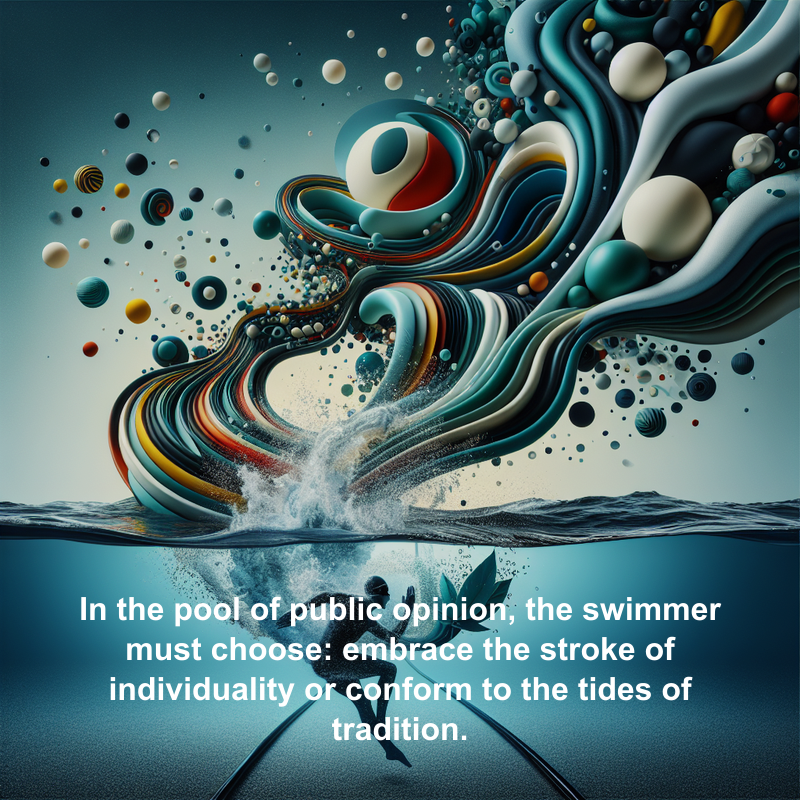 In the pool of public opinion, the swimmer
must choose: embrace the stroke of
individuality or conform to the tides of
tradition.